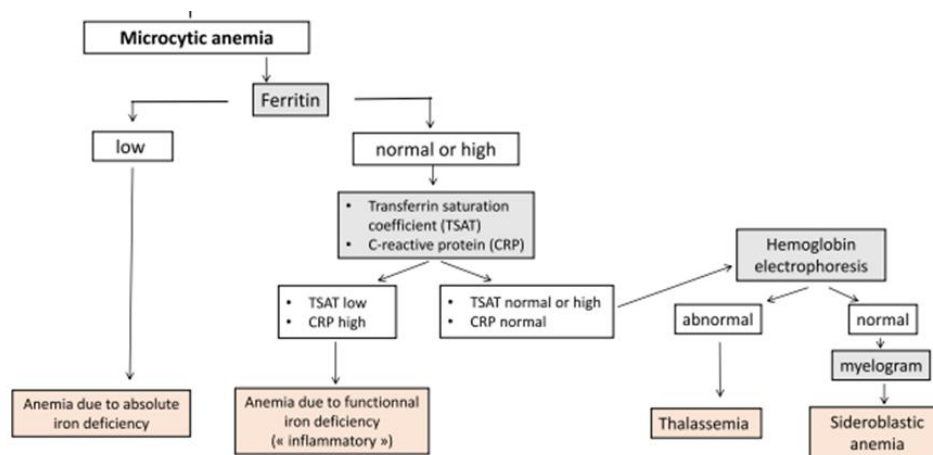 Microcytic anemia
Ferritin
low
normal or high
• Transferrin saturation
coefficient (TSAT)
• C-reactive protein (CRP)
Hemoglobin
electrophoresis
• TSAT low
• CRP high
• TSAT normal or high
• CRP normal
abnormal
normal
myelogram
Anemia due to absolute
iron deficiency
Anemia due to functionnal
iron deficiency
(« inflammatory »)
Thalassemia
Sideroblastic
anemia